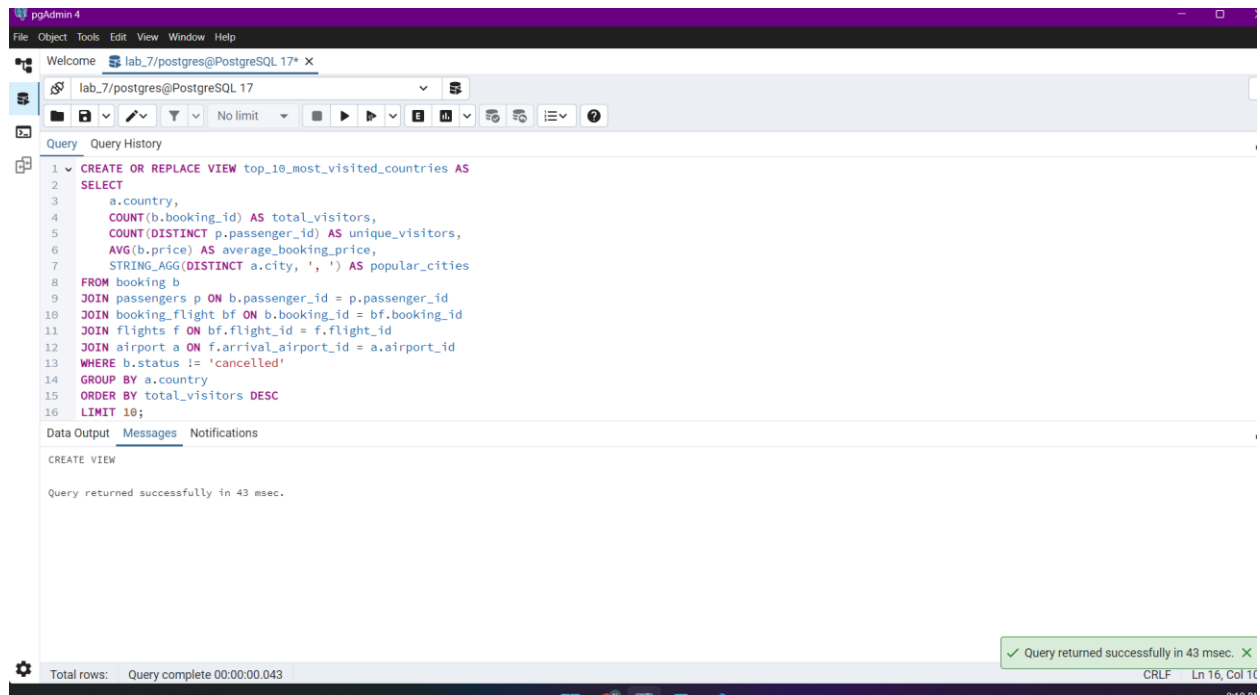 pgAdmin 4
File Object Tools Edit View Window Help
Welcome lab_7/postgres@PostgreSQL 17* X
lab_7/postgres@PostgreSQL 17
No limit
Query Query History
1 CREATE OR REPLACE VIEW top_10_most_visited_countries AS
2 SELECT
3 a.country,
4 COUNT(b.booking_id) AS total_visitors,
5 COUNT(DISTINCT p.passenger_id) AS unique_visitors,
6 AVG(b.price) AS average_booking_price,
7 STRING_AGG(DISTINCT a.city, ', ') AS popular_cities
8 FROM booking b
9 JOIN passengers p ON b.passenger_id = p.passenger_id
10 JOIN booking_flight bf ON b.booking_id = bf.booking_id
11 JOIN flights f ON bf.flight_id = f.flight_id
12 JOIN airport a ON f.arrival_airport_id = a.airport_id
13 WHERE b.status != 'cancelled'
14 GROUP BY a.country
15 ORDER BY total_visitors DESC
16 LIMIT 10;
Data Output Messages Notifications
CREATE VIEW
Query returned successfully in 43 msec.
Query returned successfully in 43 msec. X
Total rows: Query complete 00:00:00.043 CRLF Ln 16, Col 10